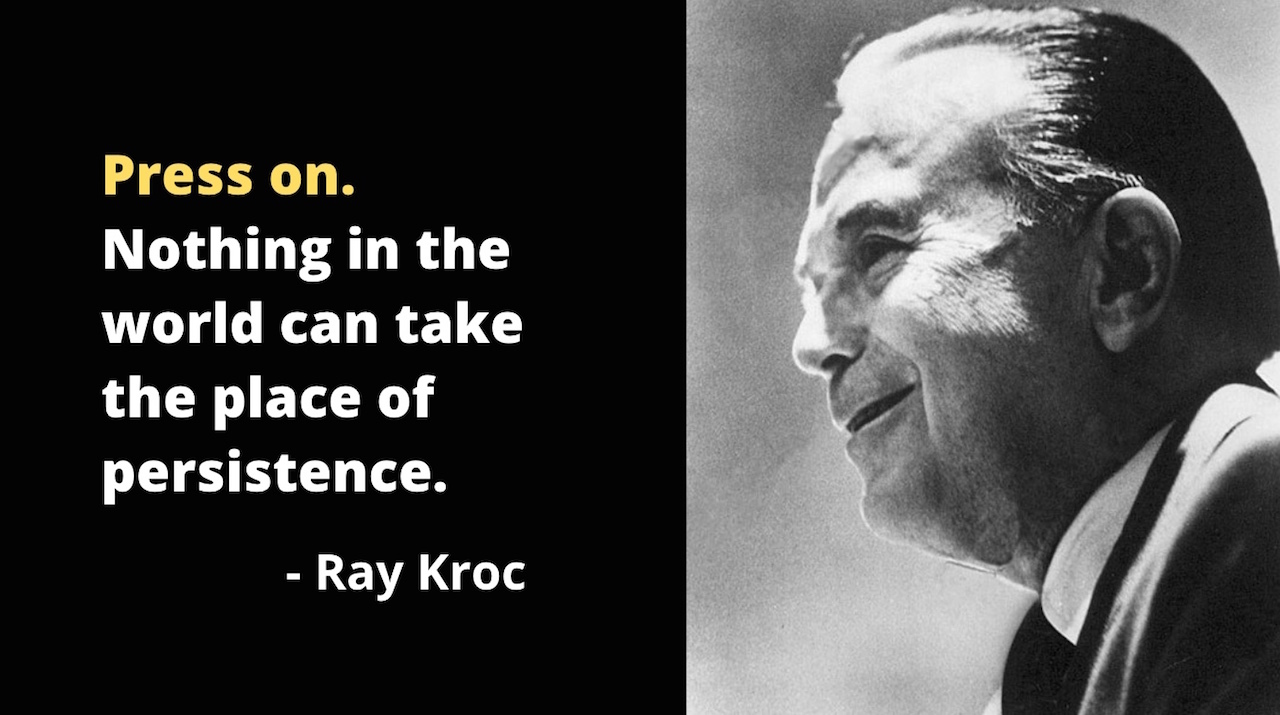 Press on.
Nothing in the
world can take
the place of
persistence.
- Ray Kroc